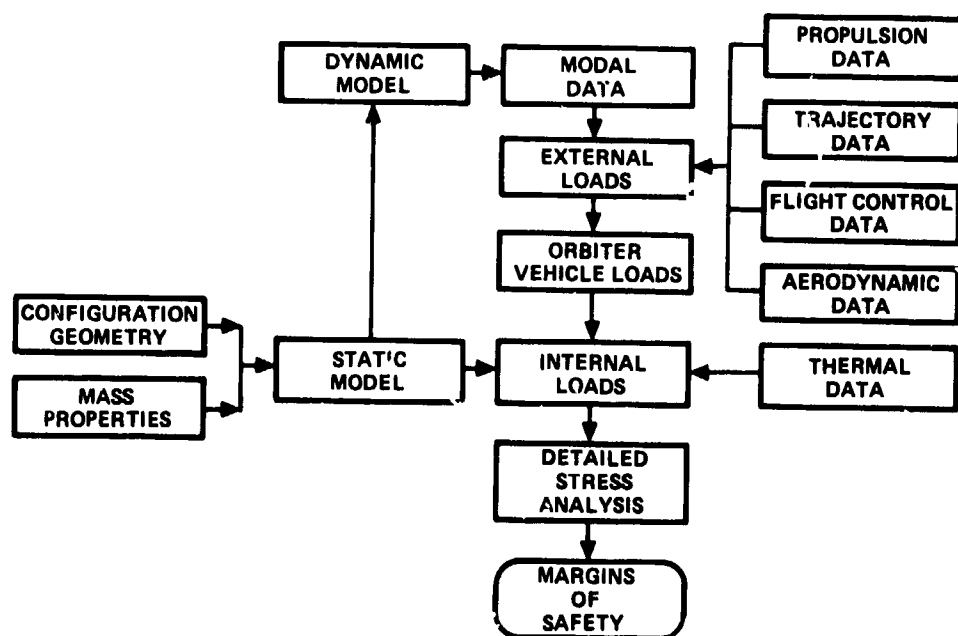 DYNAMIC
MODEL
MODAL
DATA
PROPULSION
DATA
TRAJECTORY
DATA
EXTERNAL
LOADS
FLIGHT CONTROL
DATA
ORBITER
VEHICLE LOADS
AERODYNAMIC
DATA
CONFIGURATION
GEOMETRY
MASS
PROPERTIES
STATIC
MODEL
INTERNAL
LOADS
THERMAL
DATA
DETAILED
STRESS
ANALYSIS
MARGINS
OF
SAFETY